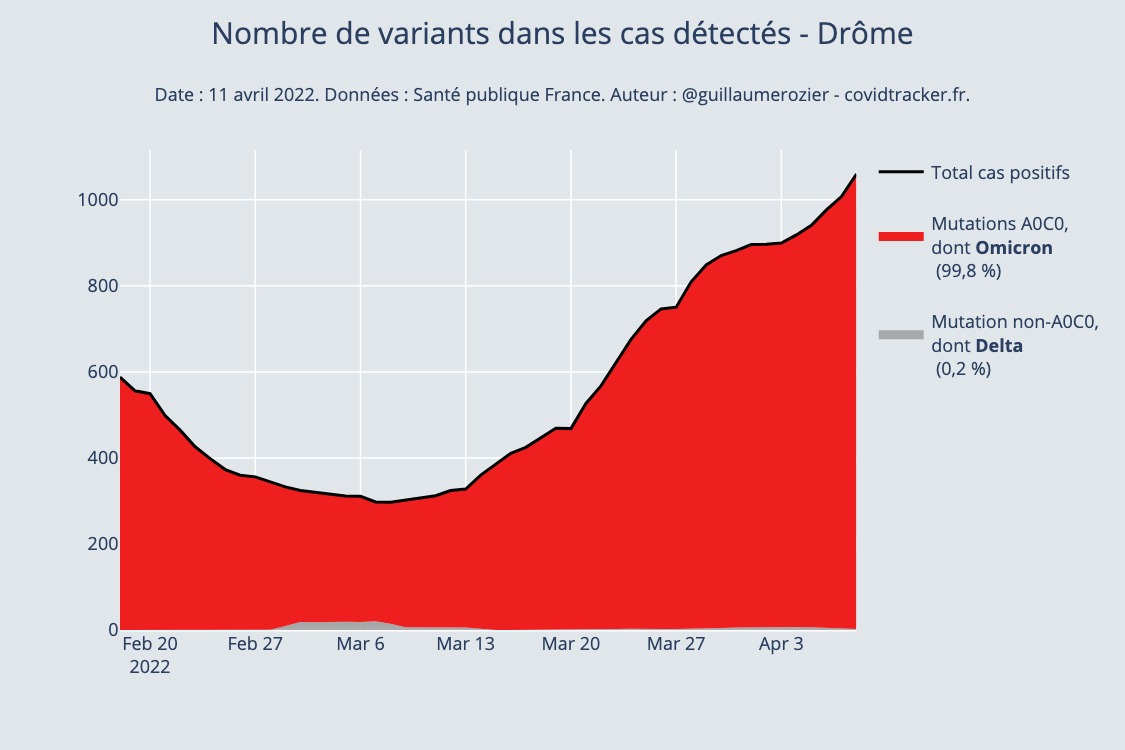 Nombre de variants dans les cas détectés - Drôme
Date : 11 avril 2022. Données : Santé publique France. Auteur : @guillaumerozier - covidtracker.fr.
Total cas positifs
Mutations A0C0,
dont Omicron
(99,8 %)
Mutation non-A0C0,
dont Delta
(0,2 %)
1000
800
600
400
200
0
Feb 20 Feb 27 Mar 6 Mar 13 Mar 20 Mar 27 Apr 3
2022